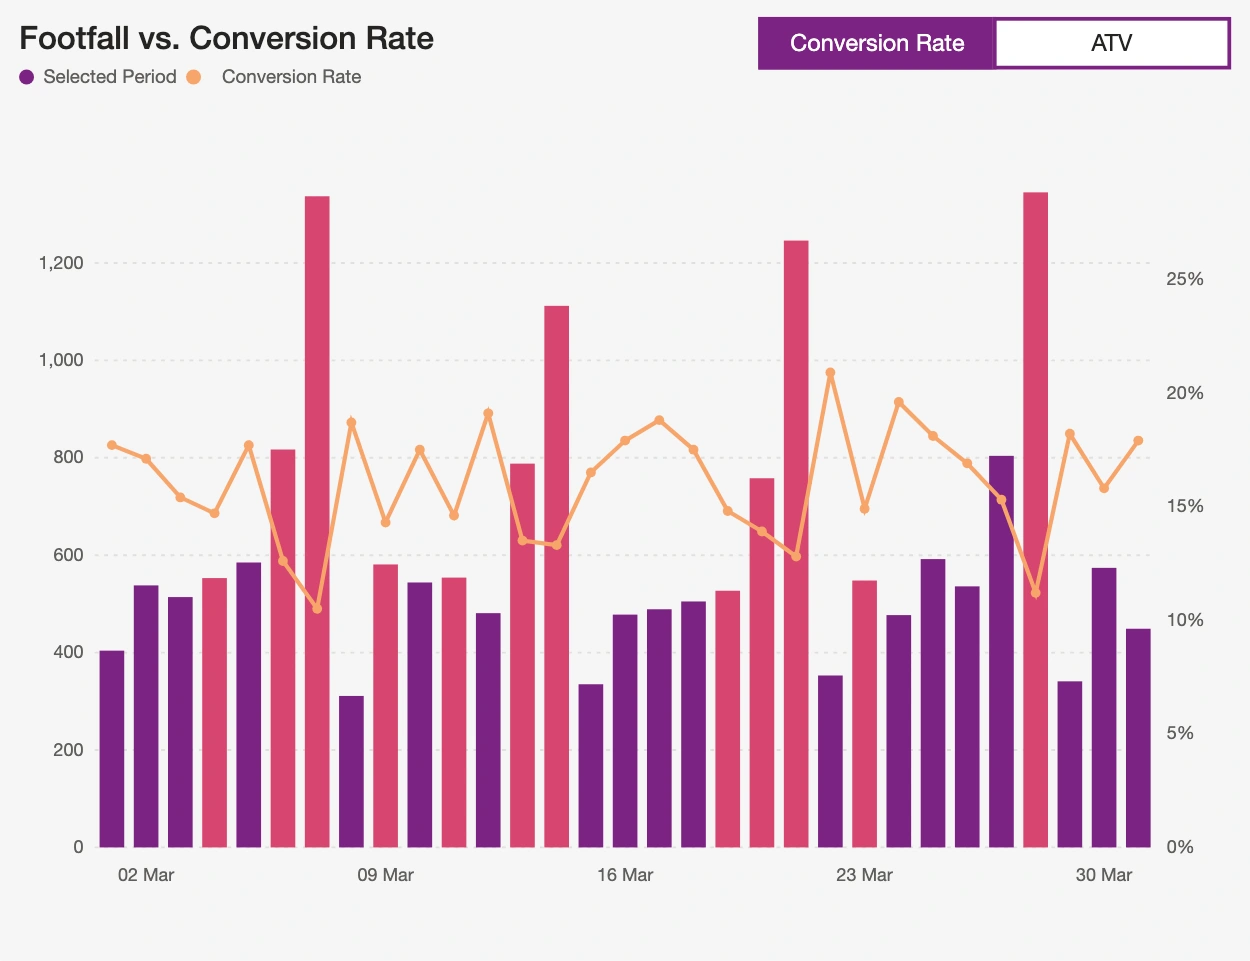 Footfall vs. Conversion Rate
Conversion Rate
ATV
Selected Period
Conversion Rate
1,200
1,000
800
600
400
200
0
25%
20%
15%
10%
5%
0%
02 Mar
09 Mar
16 Mar
23 Mar
30 Mar